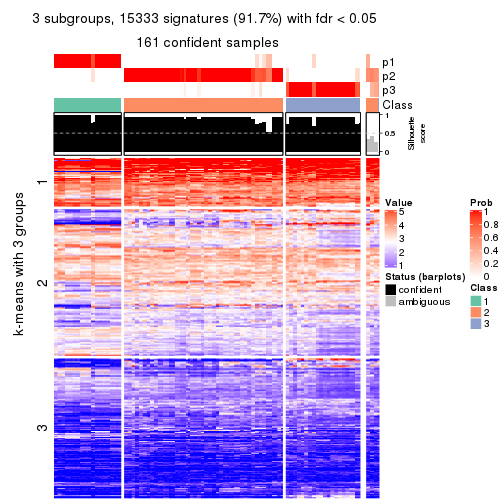 3 subgroups, 15333 signatures (91.7%) with fdr < 0.05
161 confident samples
p1
p2
p3
Class
1
0.5
0
Silhouette
score
k-means with 3 groups
1
2
3
Value
5
4
3
2
1
Status (barplots)
confident
ambiguous
Prob
1
0.8
0.6
0.4
0.2
0
Class
1
2
3